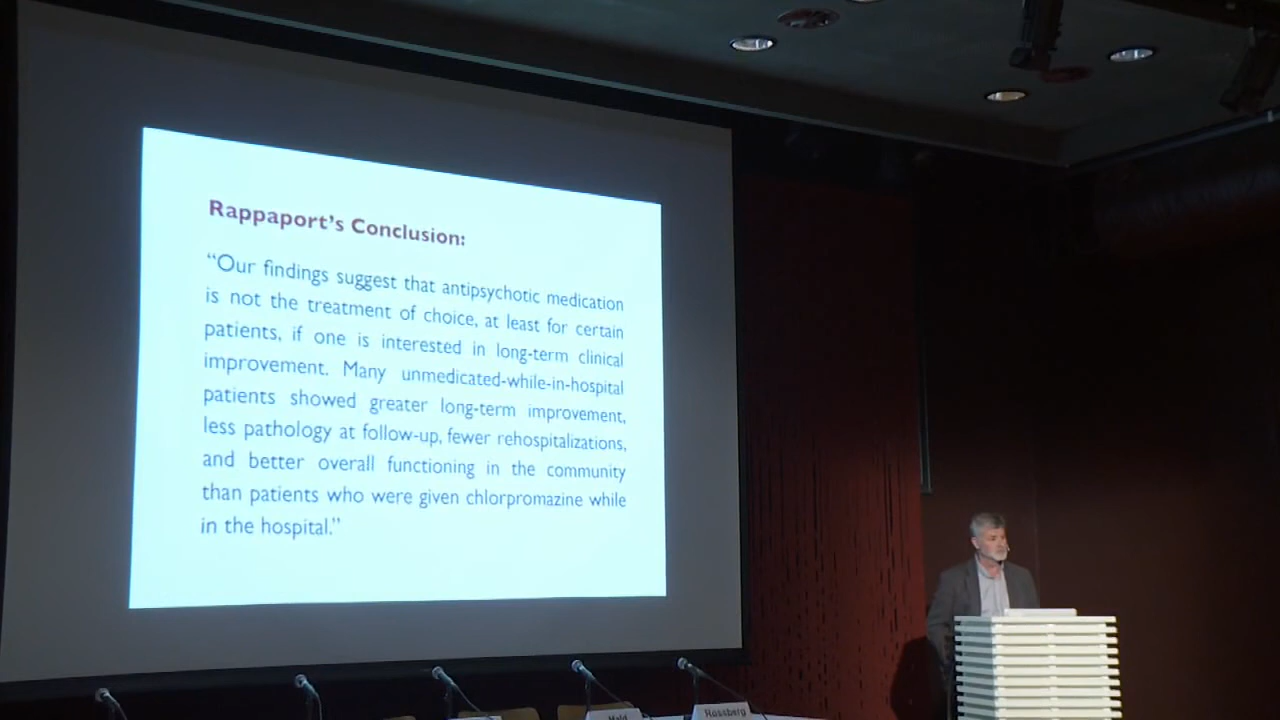 Rappaport's Conclusion:
“Our findings suggest that antipsychotic medication
is not the treatment of choice, at least for certain
patients, if one is interested in long-term clinical
improvement. Many unmedicated-while-in-hospital
patients showed greater long-term improvement,
less pathology at follow-up, fewer rehospitalizations,
and better overall functioning in the community
than patients who were given chlorpromazine while
in the hospital.”
Røssberg